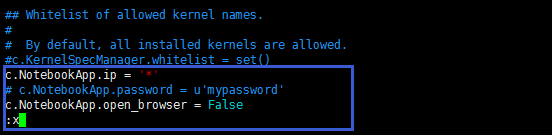 ## Whitelist of allowed kernel names.
#
#  By default, all installed kernels are allowed.
#c.KernelSpecManager.whitelist = set()
c.NotebookApp.ip = '*'
# c.NotebookApp.password = u'mypassword'
c.NotebookApp.open_browser = False
:x